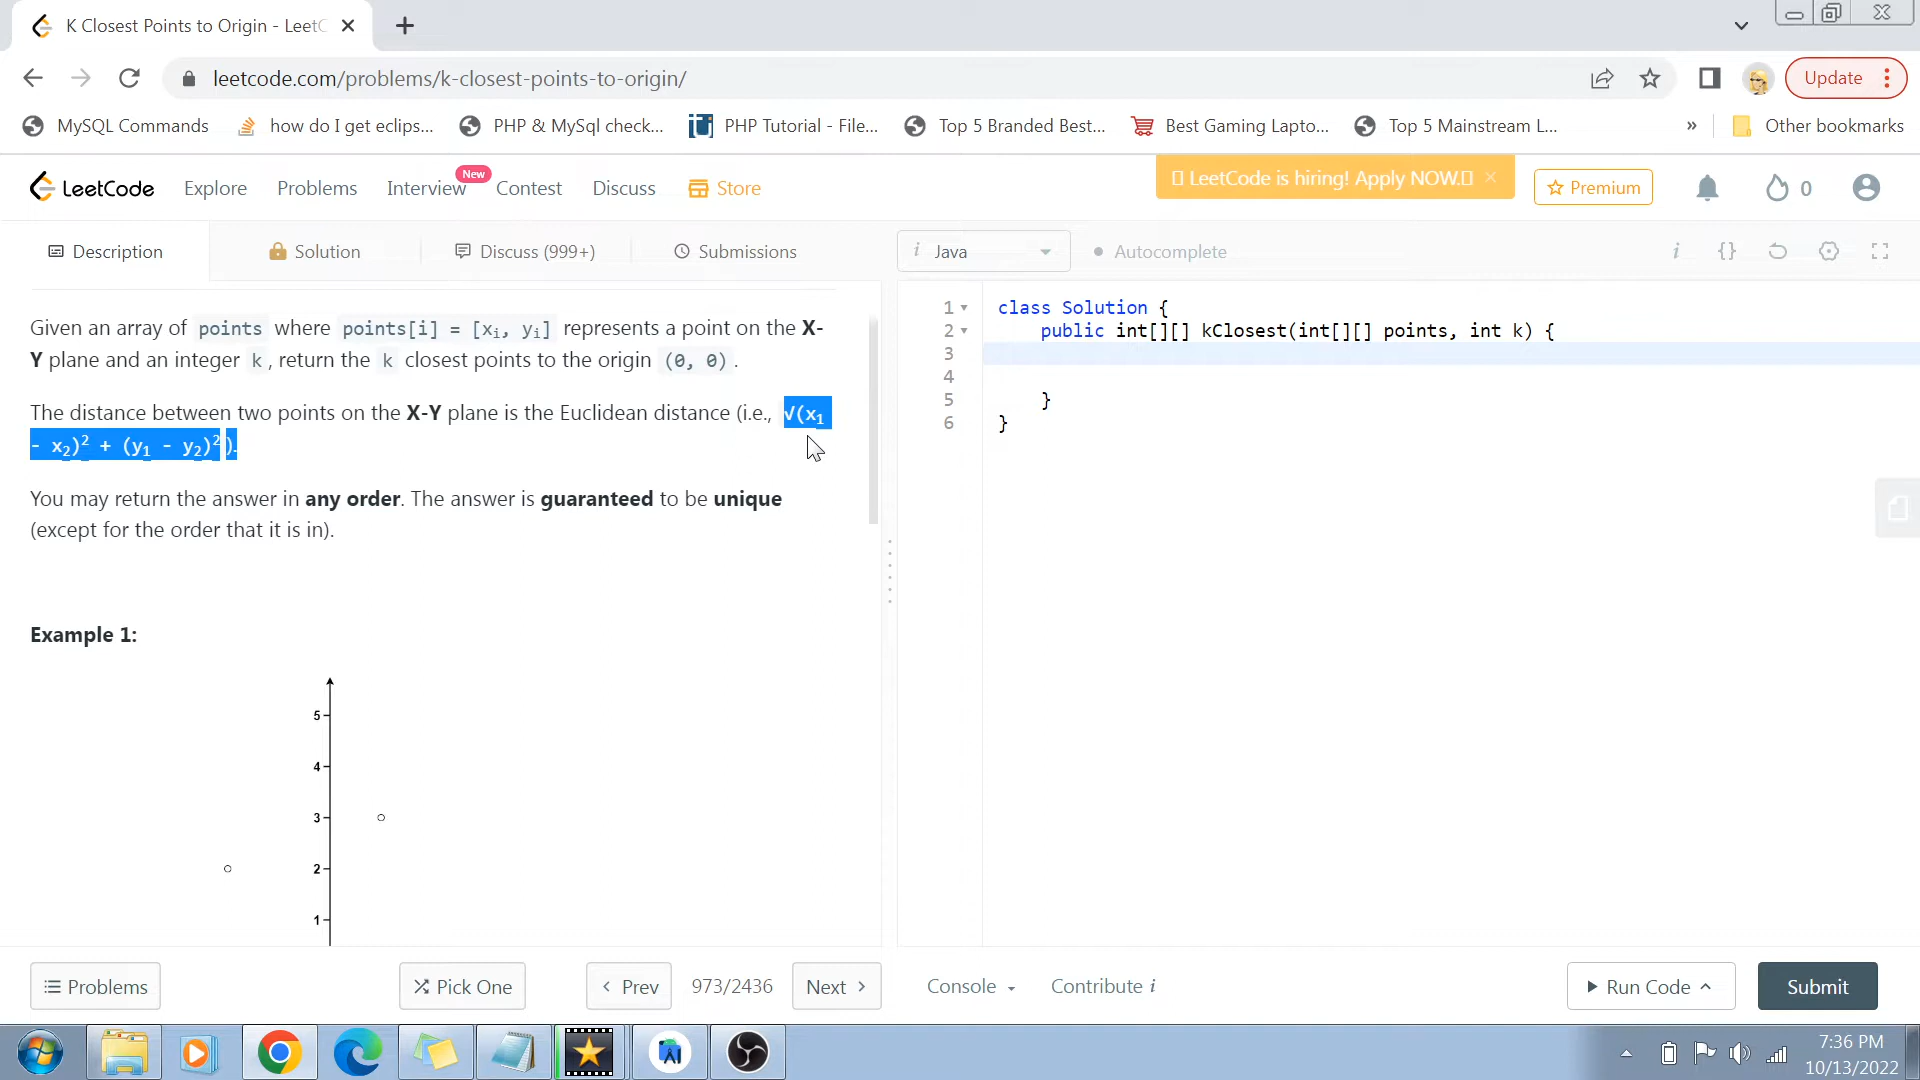 K Closest Points to Origin - LeetC
leetcode.com/problems/k-closest-points-to-origin/
Update
MySQL Commands
how do I get eclips...
PHP & MySql check...
PHP Tutorial - File...
Top 5 Branded Best...
Best Gaming Lapto...
Top 5 Mainstream L...
»
Other bookmarks
LeetCode
Explore
Problems
Interview
New
Contest
Discuss
Store
LeetCode is hiring! Apply NOW.
Premium
0
Description
Solution
Discuss (999+)
Submissions
i Java
Autocomplete
i {}
Given an array of points where points[i] = [xᵢ, yᵢ] represents a point on the X-
Y plane and an integer k, return the k closest points to the origin (0, 0).
The distance between two points on the X-Y plane is the Euclidean distance (i.e., √(x₁
- x₂)² + (y₁ - y₂)²).
You may return the answer in any order. The answer is guaranteed to be unique
(except for the order that it is in).
Example 1:
5
4
3
2
1
1 class Solution {
2 public int[][] kClosest(int[][] points, int k) {
3
4
5 }
6 }
Problems
Pick One
Prev
973/2436
Next
Console
Contribute i
Run Code
Submit
7:36 PM
10/13/2022